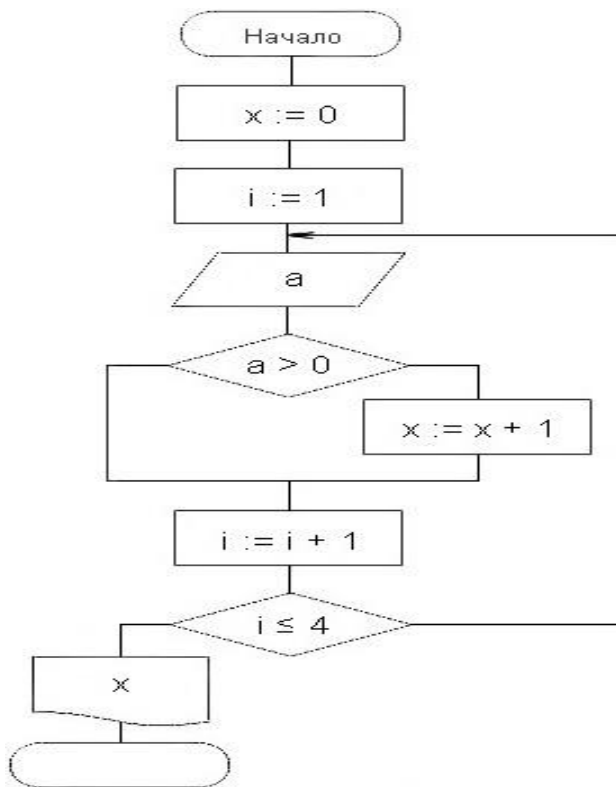 Начало
x := 0
i := 1
a
a > 0
x := x + 1
i := i + 1
i ≤ 4
x